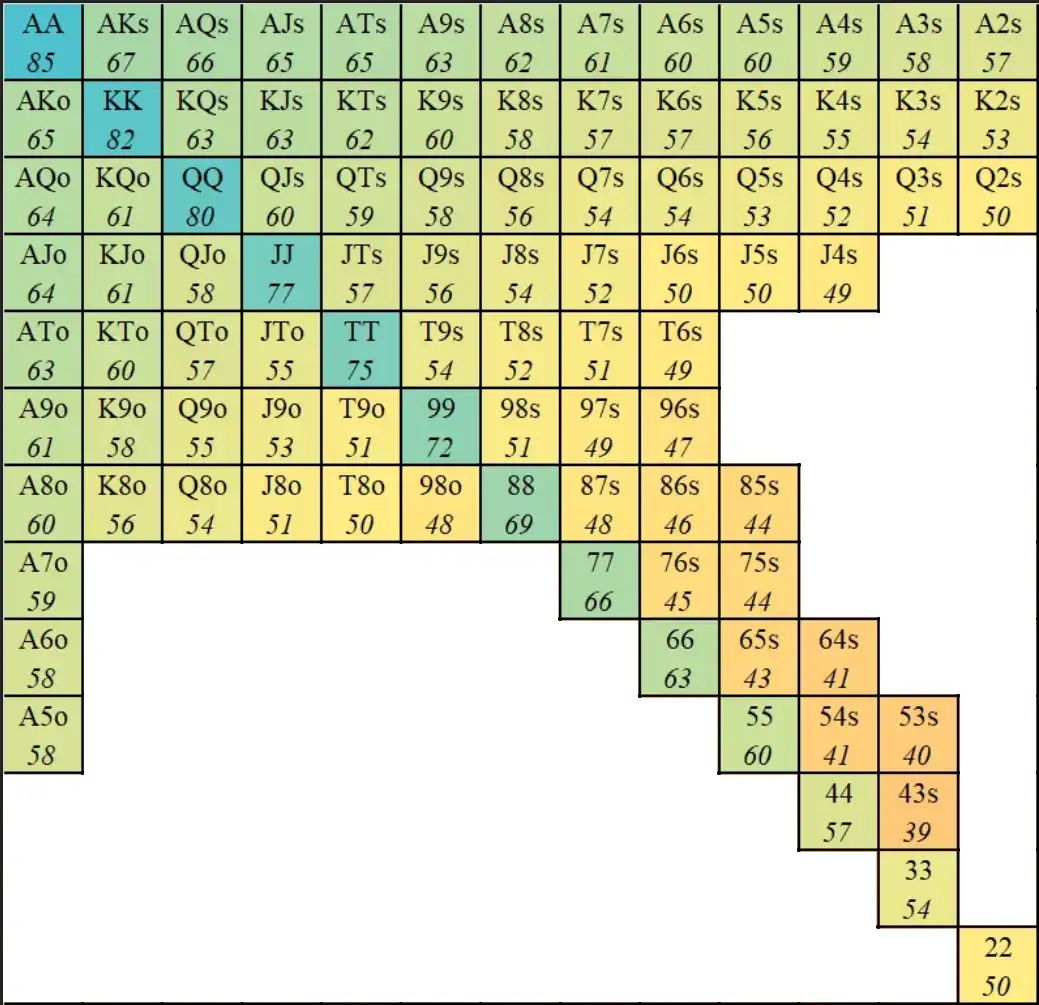 AA AKs AQs AJs ATs A9s A8s A7s A6s A5s A4s A3s A2s
85 67 66 65 65 63 62 61 60 60 59 58 57
AKo KK KQs KJs KTs K9s K8s K7s K6s K5s K4s K3s K2s
65 82 63 63 62 60 58 57 57 56 55 54 53
AQo KQo QQ QJs QTs Q9s Q8s Q7s Q6s Q5s Q4s Q3s Q2s
64 61 80 60 59 58 56 54 54 53 52 51 50
AJo KJo QJo JJ JTs J9s J8s J7s J6s J5s J4s
64 61 58 77 57 56 54 52 50 50 49
ATo KTo QTo JTo TT T9s T8s T7s T6s
63 60 57 55 75 54 52 51 49
A9o K9o Q9o J9o T9o 99 98s 97s 96s
61 58 55 53 51 72 51 49 47
A8o K8o Q8o J8o T8o 98o 88 87s 86s 85s
60 56 54 51 50 48 69 48 46 44
A7o 77 76s 75s
59 66 45 44
A6o 66 65s 64s
58 63 43 41
A5o 55 54s 53s
58 60 41 40
44 43s
57 39
33
54
22
50